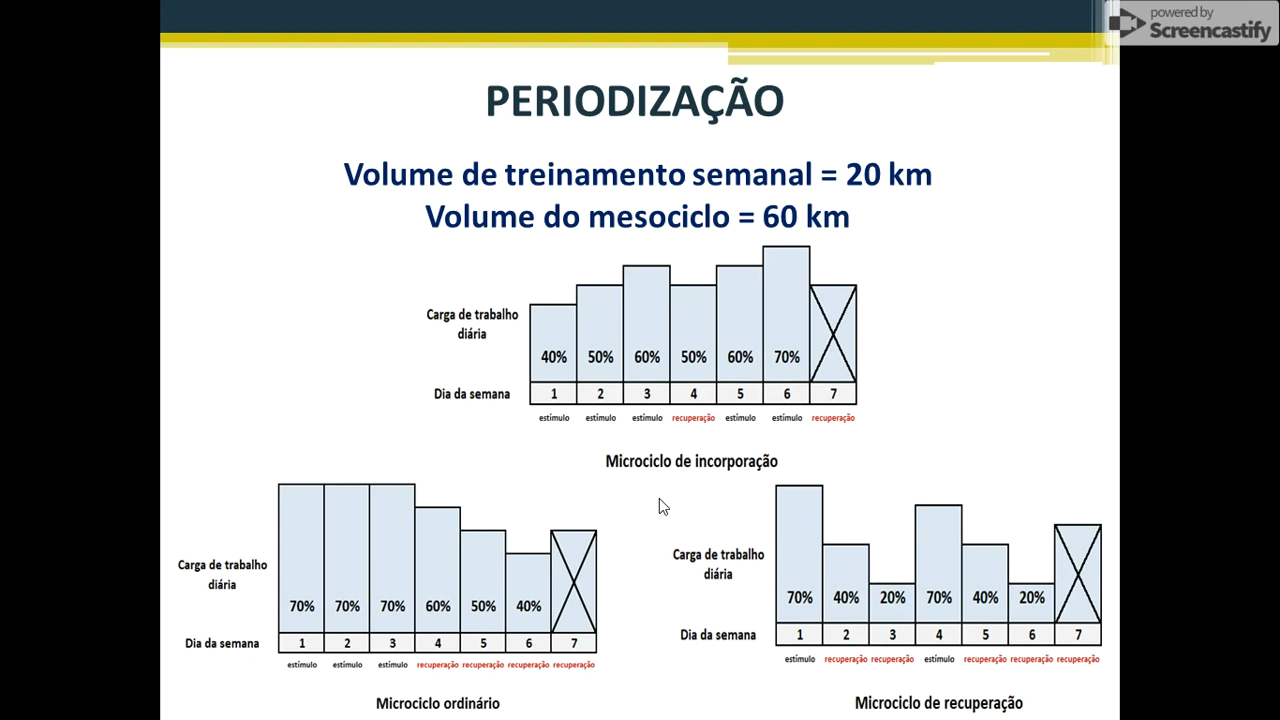 powered by
Screencastify
PERIODIZAÇÃO
Volume de treinamento semanal = 20 km
Volume do mesociclo = 60 km
Carga de trabalho
diária
40% 50% 60% 50% 60% 70%
Dia da semana 1 2 3 4 5 6 7
estímulo estímulo estímulo recuperação estímulo estímulo recuperação
Microciclo de incorporação
Carga de trabalho
diária
70% 70% 70% 60% 50% 40%
Dia da semana 1 2 3 4 5 6 7
estímulo estímulo estímulo recuperação recuperação recuperação recuperação
Microciclo ordinário
Carga de trabalho
diária
70% 40% 20% 70% 40% 20%
Dia da semana 1 2 3 4 5 6 7
estímulo recuperação recuperação estímulo recuperação recuperação recuperação
Microciclo de recuperação